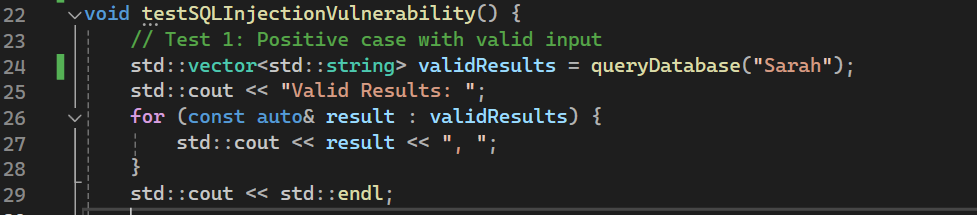 22 void testSQLInjectionVulnerability() {
23 // Test 1: Positive case with valid input
24 std::vector<std::string> validResults = queryDatabase("Sarah");
25 std::cout << "Valid Results: ";
26 for (const auto& result : validResults) {
27 std::cout << result << ", ";
28 }
29 std::cout << std::endl;